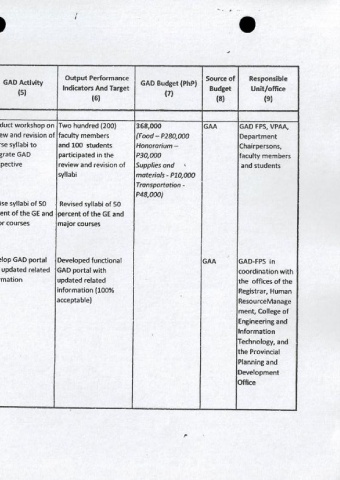 GAD Activity
(5)
Output Performance
Indicators And Target
(6)
GAD Budget (PhP)
(7)
Source of
Budget
(8)
Responsible
Unit/office
(9)
duct workshop on
ew and revision of
rse syllabi to
grate GAD
spective
Two hundred (200)
faculty members
and 100 students
participated in the
review and revision of
syllabi
368,000
(Food – P280,000
Honorarium –
P30,000
Supplies and
materials - P10,000
Transportation -
P48,000)
GAA
GAD FPS, VPAA,
Department
Chairpersons,
faculty members
and students
ise syllabi of 50
ent of the GE and
or courses
Revised syllabi of 50
percent of the GE and
major courses
elop GAD portal
updated related
rmation
Developed functional
GAD portal with
updated related
information (100%
acceptable)
GAA
GAD-FPS in
coordination with
the offices of the
Registrar, Human
ResourceManage
ment, College of
Engineering and
Information
Technology, and
the Provincial
Planning and
Development
Office